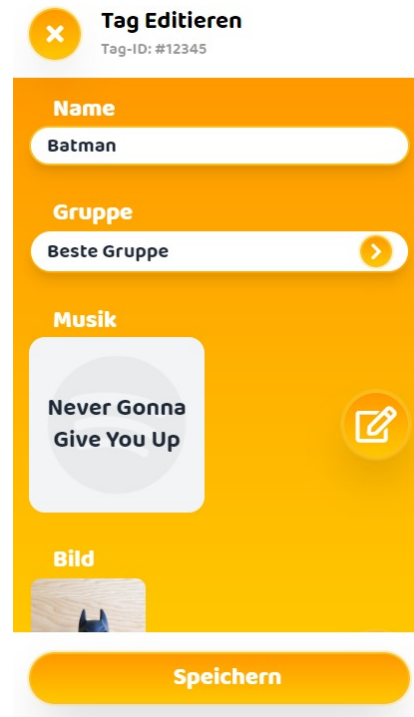 Tag Editieren
Tag-ID: #12345
Name
Batman
Gruppe
Beste Gruppe
Musik
Never Gonna
Give You Up
Bild
Speichern